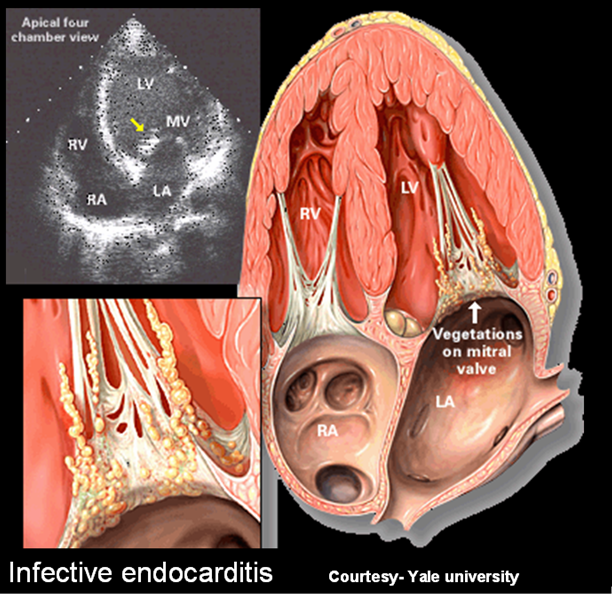 Apical four
chamber view
LV
MV
RV
RA
LA
RV
LV
Vegetations
on mitral
valve
LA
RA
Infective endocarditis
Courtesy- Yale university